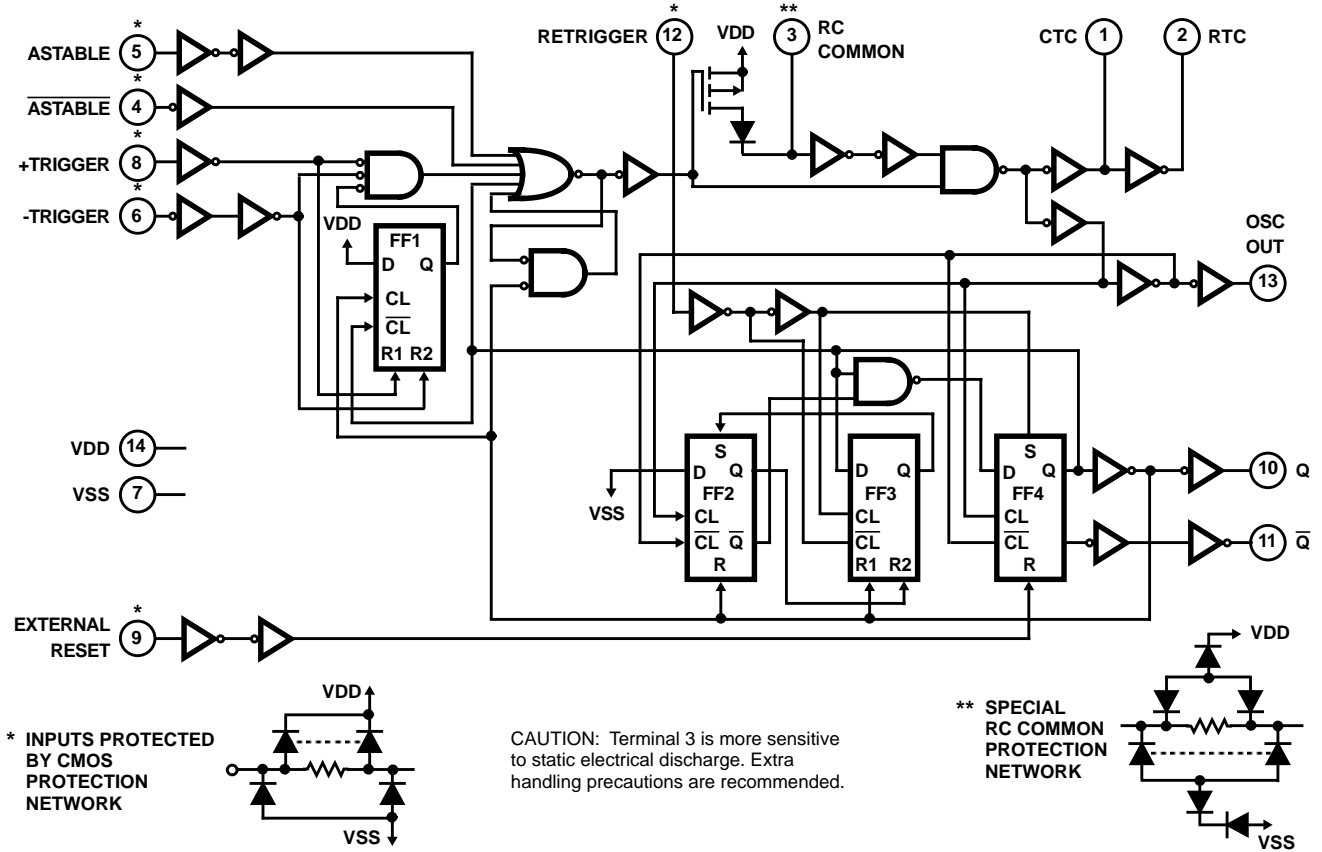 *
ASTABLE 5
*
ASTABLE 4
*
+TRIGGER 8
*
-TRIGGER 6
*
RETRIGGER 12
VDD
**
3 RC
COMMON
CTC 1
2 RTC
OSC
OUT
13
VDD
FF1
D Q
CL
CL
R1 R2
VDD 14
VSS 7
VSS
S
D Q
FF2
CL
CL Q
R
D Q
FF3
CL
CL
R1 R2
S
D Q
FF4
CL
CL
R
10 Q
11 Q
*
EXTERNAL
RESET 9
* INPUTS PROTECTED
BY CMOS
PROTECTION
NETWORK
VDD
VSS
CAUTION: Terminal 3 is more sensitive
to static electrical discharge. Extra
handling precautions are recommended.
** SPECIAL
RC COMMON
PROTECTION
NETWORK
VDD
VSS